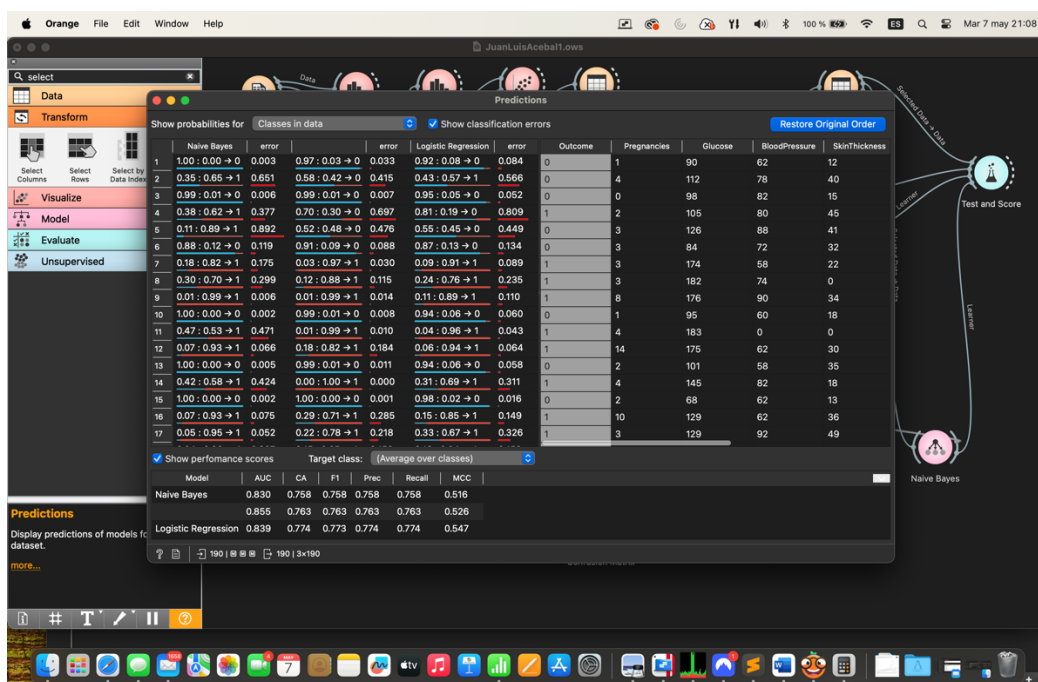 Orange File Edit Window Help 100 % ES Mar 7 may 21:08
JuanLuisAcebal1.ows
select
Data
Transform
Select Columns
Select Rows
Select by Data Index
Visualize
Model
Evaluate
Unsupervised
Data
Predictions
Show probabilities for Classes in data Show classification errors Restore Original Order
Naive Bayes error error Logistic Regression error Outcome Pregnancies Glucose BloodPressure SkinThickness
1 1.00 : 0.00 → 0 0.003 0.97 : 0.03 → 0 0.033 0.92 : 0.08 → 0 0.084 0 1 90 62 12
2 0.35 : 0.65 → 1 0.651 0.58 : 0.42 → 0 0.415 0.43 : 0.57 → 1 0.566 0 4 112 78 40
3 0.99 : 0.01 → 0 0.006 0.99 : 0.01 → 0 0.007 0.95 : 0.05 → 0 0.052 0 0 98 82 15
4 0.38 : 0.62 → 1 0.377 0.70 : 0.30 → 0 0.697 0.81 : 0.19 → 0 0.809 1 2 105 80 45
5 0.11 : 0.89 → 1 0.892 0.52 : 0.48 → 0 0.476 0.55 : 0.45 → 0 0.449 0 3 126 88 41
6 0.88 : 0.12 → 0 0.119 0.91 : 0.09 → 0 0.088 0.87 : 0.13 → 0 0.134 0 3 84 72 32
7 0.18 : 0.82 → 1 0.175 0.03 : 0.97 → 1 0.030 0.09 : 0.91 → 1 0.089 1 3 174 58 22
8 0.30 : 0.70 → 1 0.299 0.12 : 0.88 → 1 0.115 0.24 : 0.76 → 1 0.235 1 3 182 74 0
9 0.01 : 0.99 → 1 0.006 0.01 : 0.99 → 1 0.014 0.11 : 0.89 → 1 0.110 1 8 176 90 34
10 1.00 : 0.00 → 0 0.002 0.99 : 0.01 → 0 0.008 0.94 : 0.06 → 0 0.060 0 1 95 60 18
11 0.47 : 0.53 → 1 0.471 0.01 : 0.99 → 1 0.010 0.04 : 0.96 → 1 0.043 1 4 183 0 0
12 0.07 : 0.93 → 1 0.066 0.18 : 0.82 → 1 0.184 0.06 : 0.94 → 1 0.064 1 14 175 62 30
13 1.00 : 0.00 → 0 0.005 0.99 : 0.01 → 0 0.011 0.94 : 0.06 → 0 0.058 0 2 101 58 35
14 0.42 : 0.58 → 1 0.424 0.00 : 1.00 → 1 0.000 0.31 : 0.69 → 1 0.311 1 4 145 82 18
15 1.00 : 0.00 → 0 0.002 1.00 : 0.00 → 0 0.001 0.98 : 0.02 → 0 0.016 0 2 68 62 13
16 0.07 : 0.93 → 1 0.075 0.29 : 0.71 → 1 0.285 0.15 : 0.85 → 1 0.149 1 10 129 62 36
17 0.05 : 0.95 → 1 0.052 0.22 : 0.78 → 1 0.218 0.33 : 0.67 → 1 0.326 1 3 129 92 49
Show perfomance scores Target class: (Average over classes)
Model AUC CA F1 Prec Recall MCC
Naive Bayes 0.830 0.758 0.758 0.758 0.758 0.516
0.855 0.763 0.763 0.763 0.763 0.526
Logistic Regression 0.839 0.774 0.773 0.774 0.774 0.547
190 190 | 3×190
Selected Data → Data
Learner
Test and Score
Learner
Naive Bayes
Predictions
Display predictions of models fo
dataset.
more...
MAY
7
tv